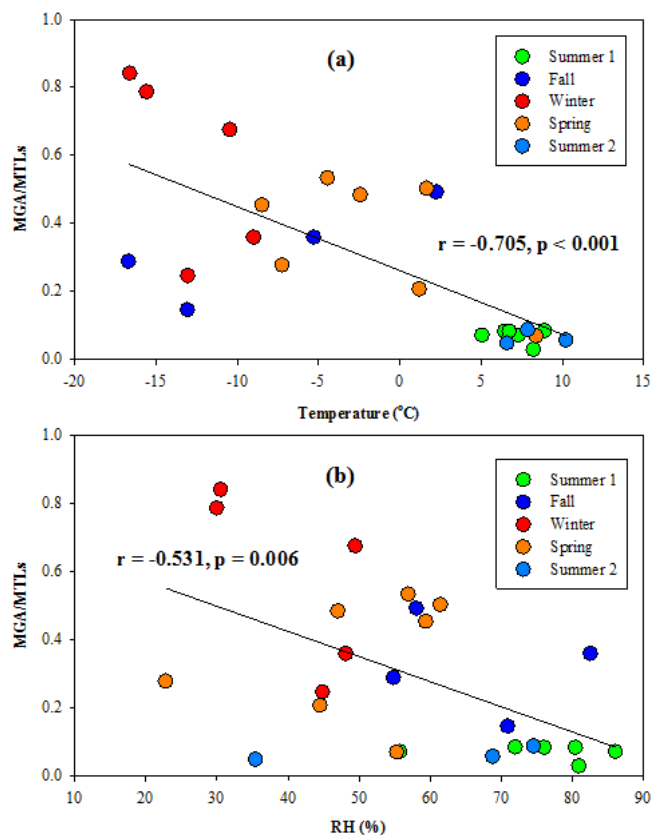 (a)
MGA/MTLs
1.0
0.8
0.6
0.4
0.2
0.0
Summer 1
Fall
Winter
Spring
Summer 2
r = -0.705, p < 0.001
-20 -15 -10 -5 0 5 10 15
Temperature (°C)
(b)
MGA/MTLs
1.0
0.8
0.6
0.4
0.2
0.0
Summer 1
Fall
Winter
Spring
Summer 2
r = -0.531, p = 0.006
10 20 30 40 50 60 70 80 90
RH (%)